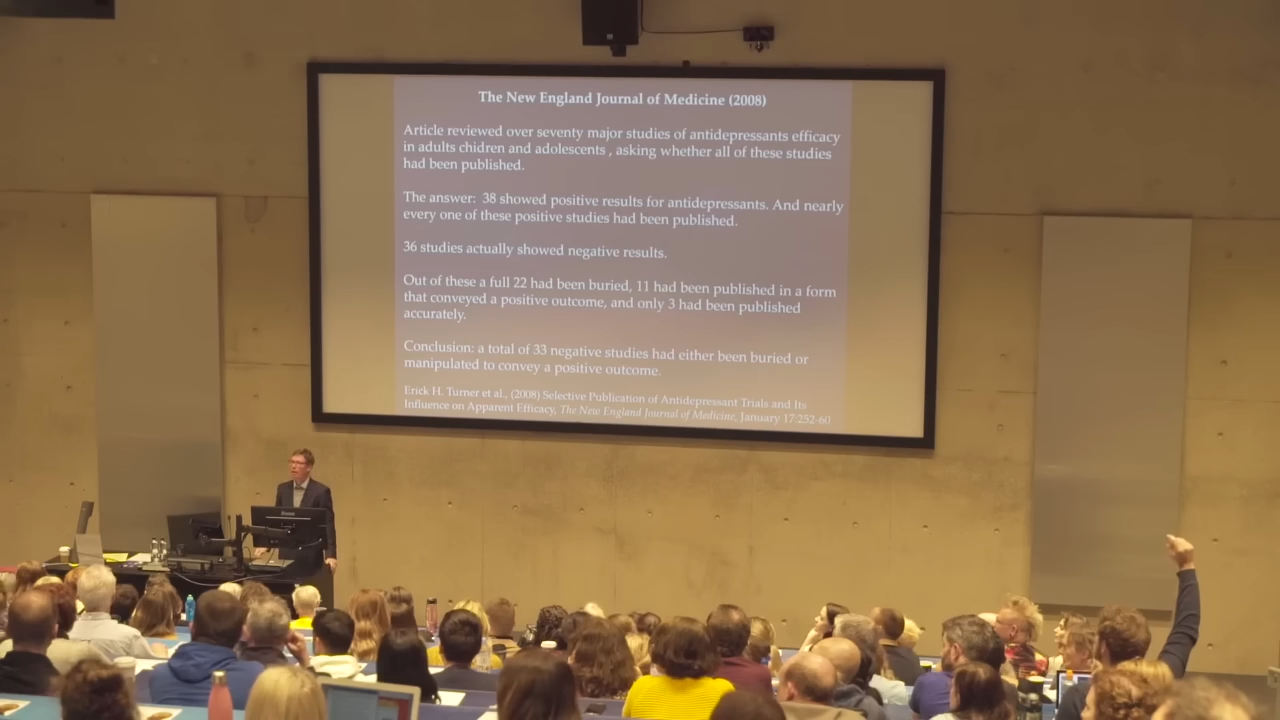 The New England Journal of Medicine (2008)
Article reviewed over seventy major studies of antidepressants efficacy
in adults chidren and adolescents , asking whether all of these studies
had been published.
The answer: 38 showed positive results for antidepressants. And nearly
every one of these positive studies had been published.
36 studies actually showed negative results.
Out of these a full 22 had been buried, 11 had been published in a form
that conveyed a positive outcome, and only 3 had been published
accurately.
Conclusion: a total of 33 negative studies had either been buried or
manipulated to convey a positive outcome.
Erick H. Turner et al., (2008) Selective Publication of Antidepressant Trials and Its
Influence on Apparent Efficacy, The New England Journal of Medicine, January 17:252-60